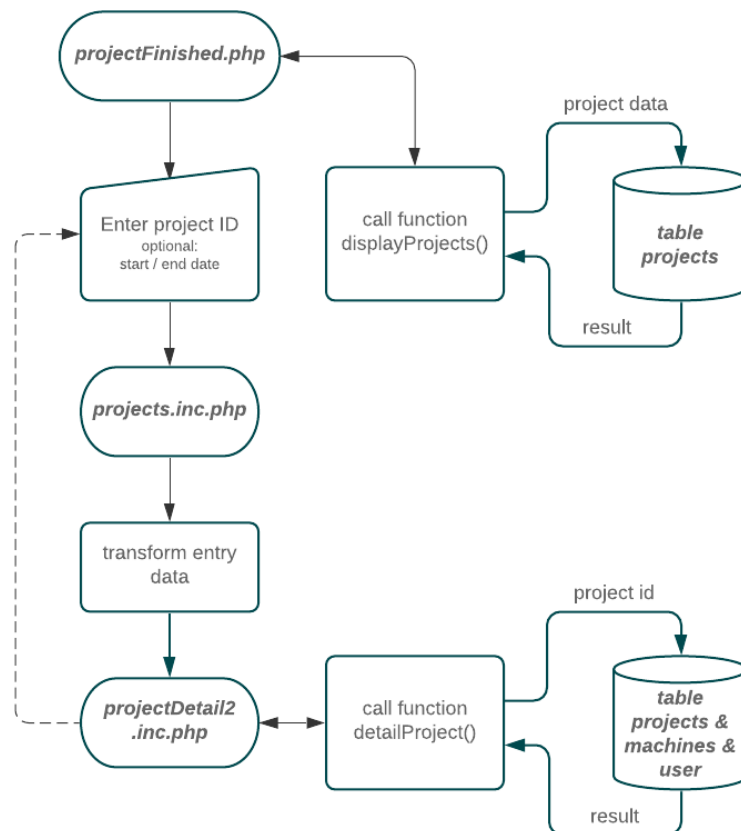 projectFinished.php
project data
Enter project ID
optional:
start / end date
call function
displayProjects()
table
projects
result
projects.inc.php
transform entry
data
project id
projectDetail2
.inc.php
call function
detailProject()
table
projects &
machines &
user
result